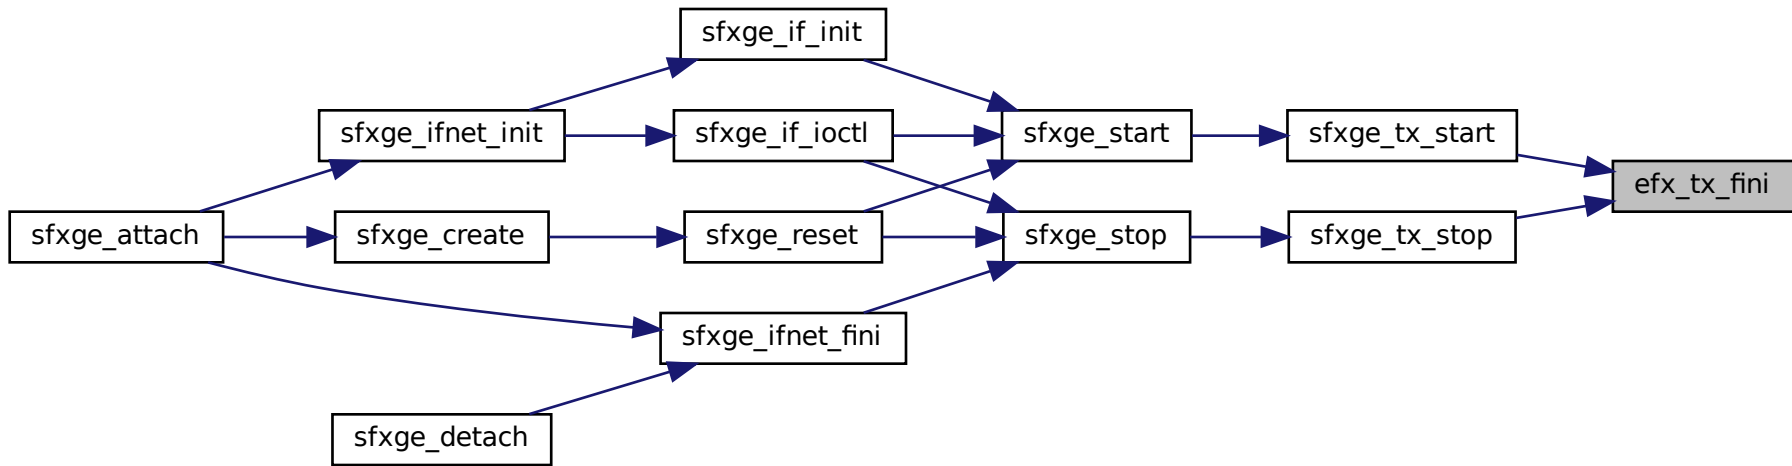 sfxge_if_init
sfxge_ifnet_init
sfxge_if_ioctl
sfxge_start
sfxge_tx_start
efx_tx_fini
sfxge_attach
sfxge_create
sfxge_reset
sfxge_stop
sfxge_tx_stop
sfxge_ifnet_fini
sfxge_detach